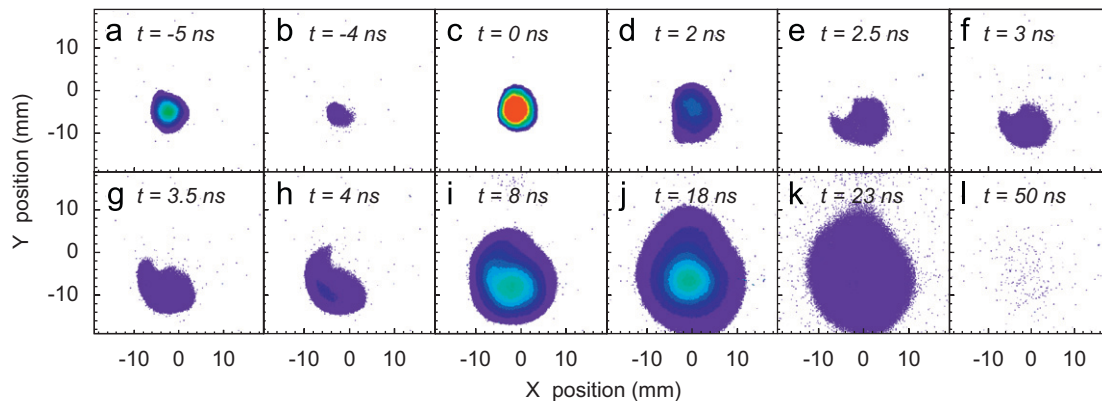 a t = -5 ns b t = -4 ns c t = 0 ns d t = 2 ns e t = 2.5 ns f t = 3 ns
10
0
-10
g t = 3.5 ns h t = 4 ns i t = 8 ns j t = 18 ns k t = 23 ns l t = 50 ns
10
0
-10
Y position (mm)
-10 0 10 -10 0 10 -10 0 10 -10 0 10 -10 0 10 -10 0 10
X position (mm)